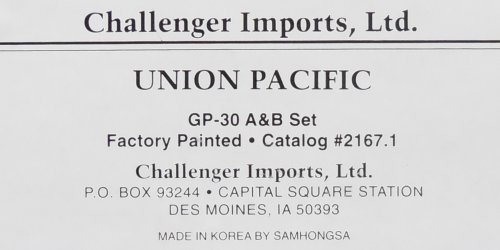 Challenger Imports, Ltd.
UNION PACIFIC
GP-30 A&B Set
Factory Painted • Catalog #2167.1
Challenger Imports, Ltd.
P.O. BOX 93244 • CAPITAL SQUARE STATION
DES MOINES, IA 50393
MADE IN KOREA BY SAMHONGSA